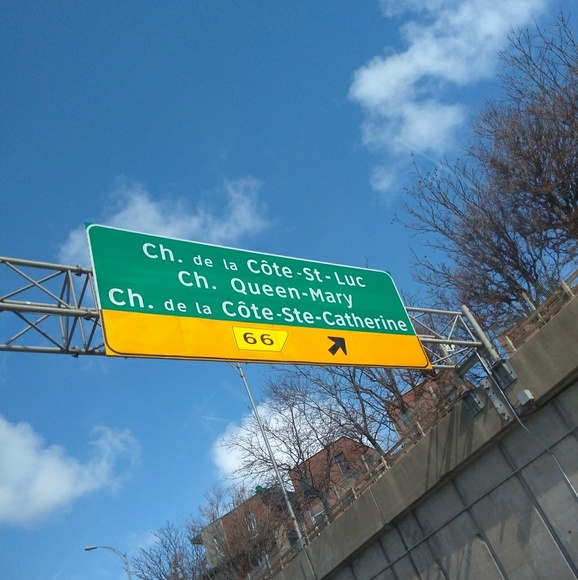 Ch. de la Côte-St-Luc
Ch. Queen-Mary
Ch. de la Côte-Ste-Catherine
66